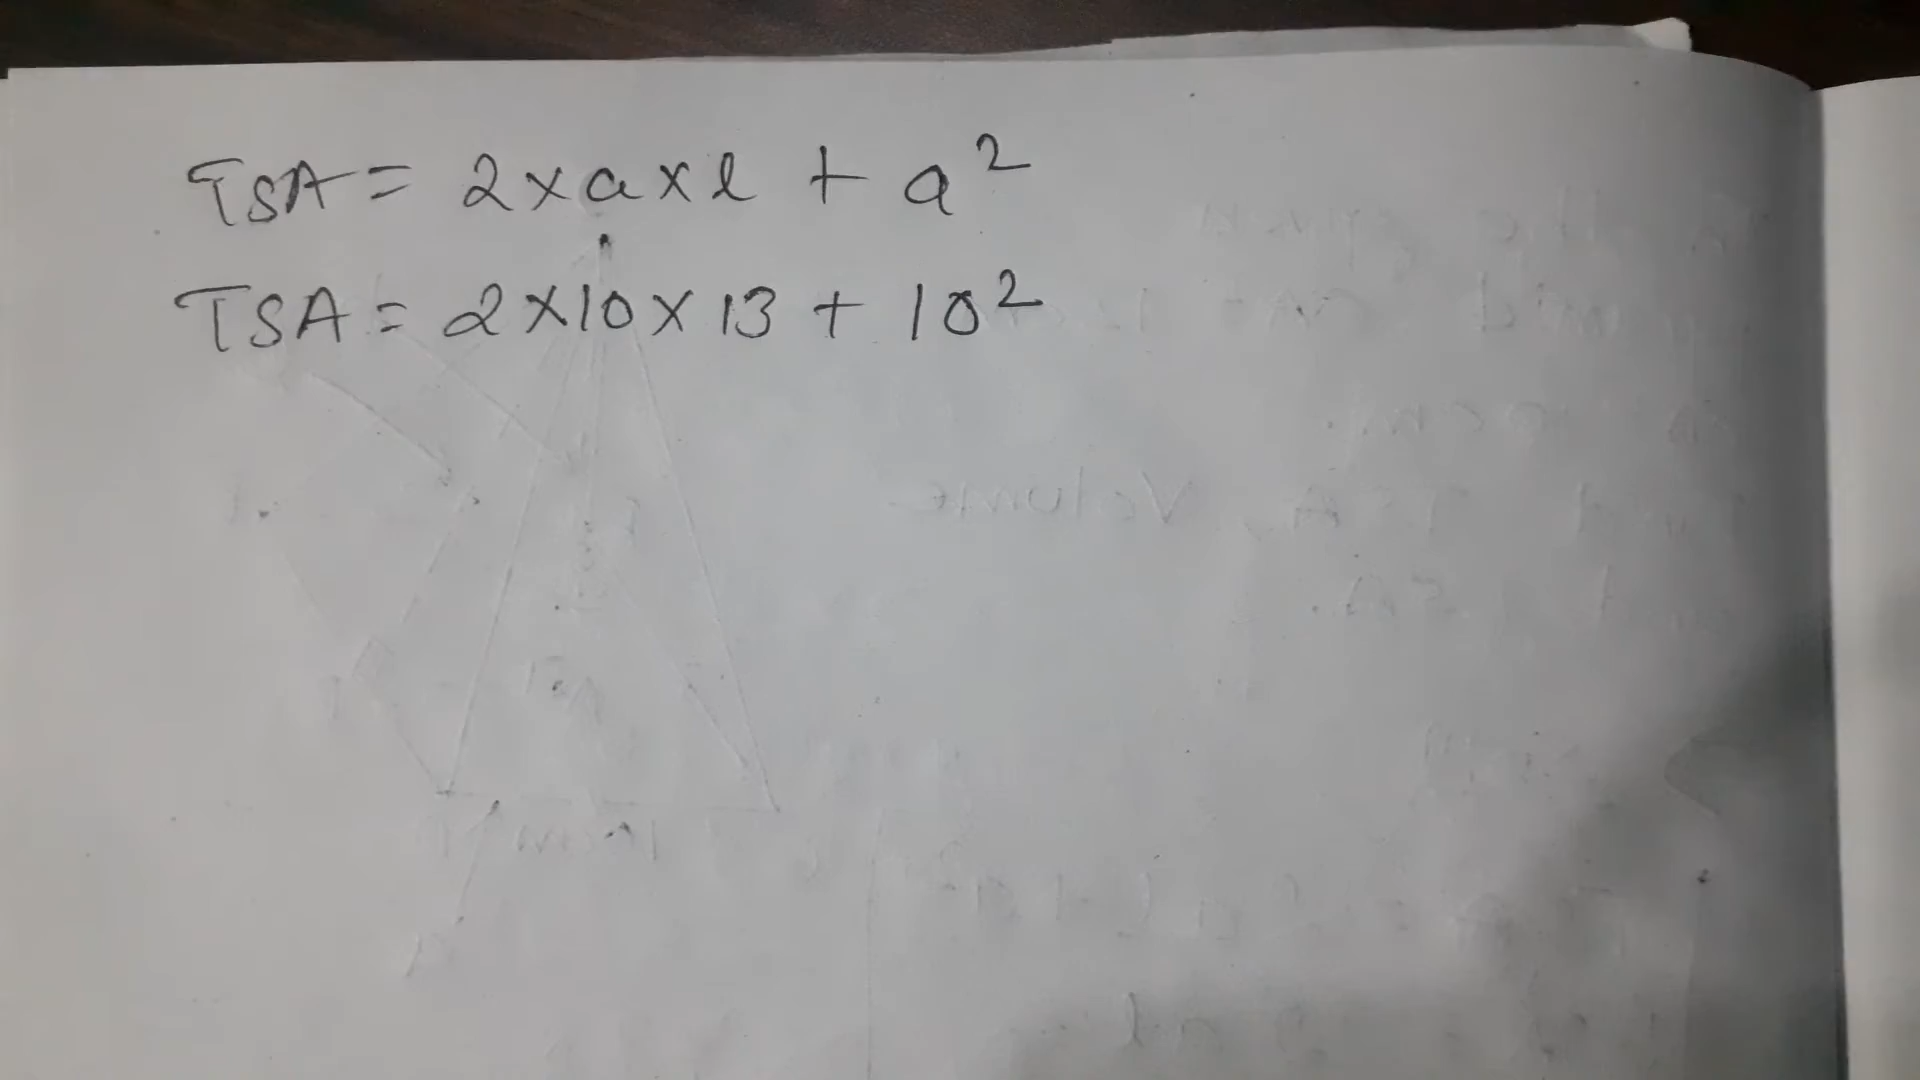 TSA = 2 × a × l + a²
TSA = 2 × 10 × 13 + 10²